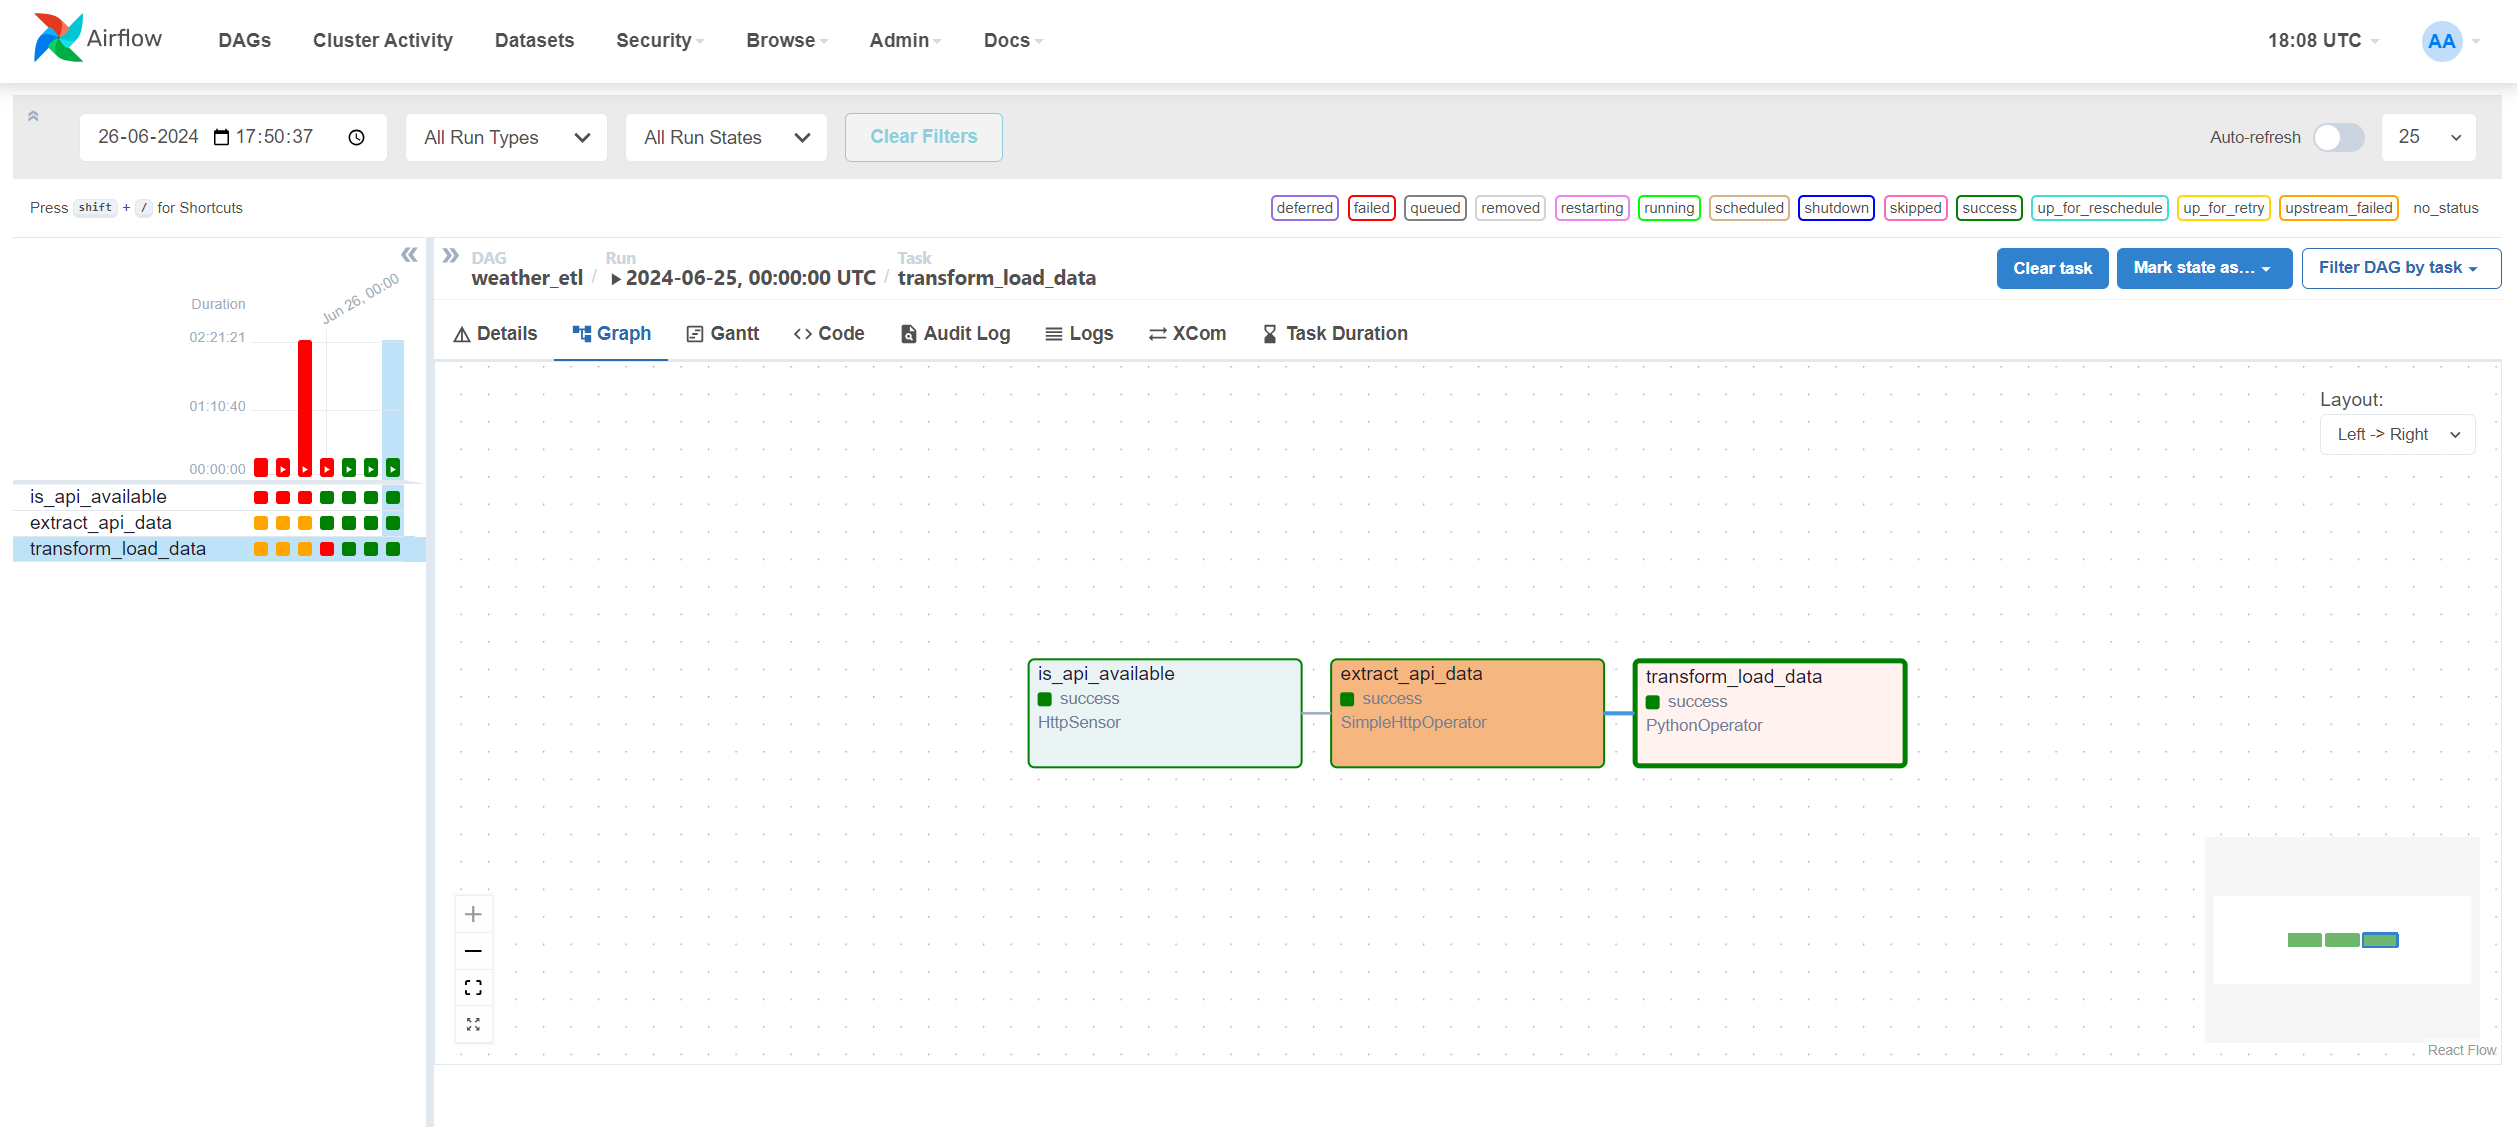 Airflow DAGs Cluster Activity Datasets Security Browse Admin Docs 18:08 UTC AA
26-06-2024 17:50:37 All Run Types All Run States Clear Filters Auto-refresh 25
Press shift + / for Shortcuts deferred failed queued removed restarting running scheduled shutdown skipped success up_for_reschedule up_for_retry upstream_failed no_status
DAG Run Task
weather_etl / 2024-06-25, 00:00:00 UTC / transform_load_data
Clear task Mark state as... Filter DAG by task
Jun 26, 00:00
Duration
02:21:21
01:10:40
00:00:00
is_api_available
extract_api_data
transform_load_data
Details Graph Gantt Code Audit Log Logs XCom Task Duration
Layout:
Left -> Right
is_api_available
success
HttpSensor
extract_api_data
success
SimpleHttpOperator
transform_load_data
success
PythonOperator
React Flow